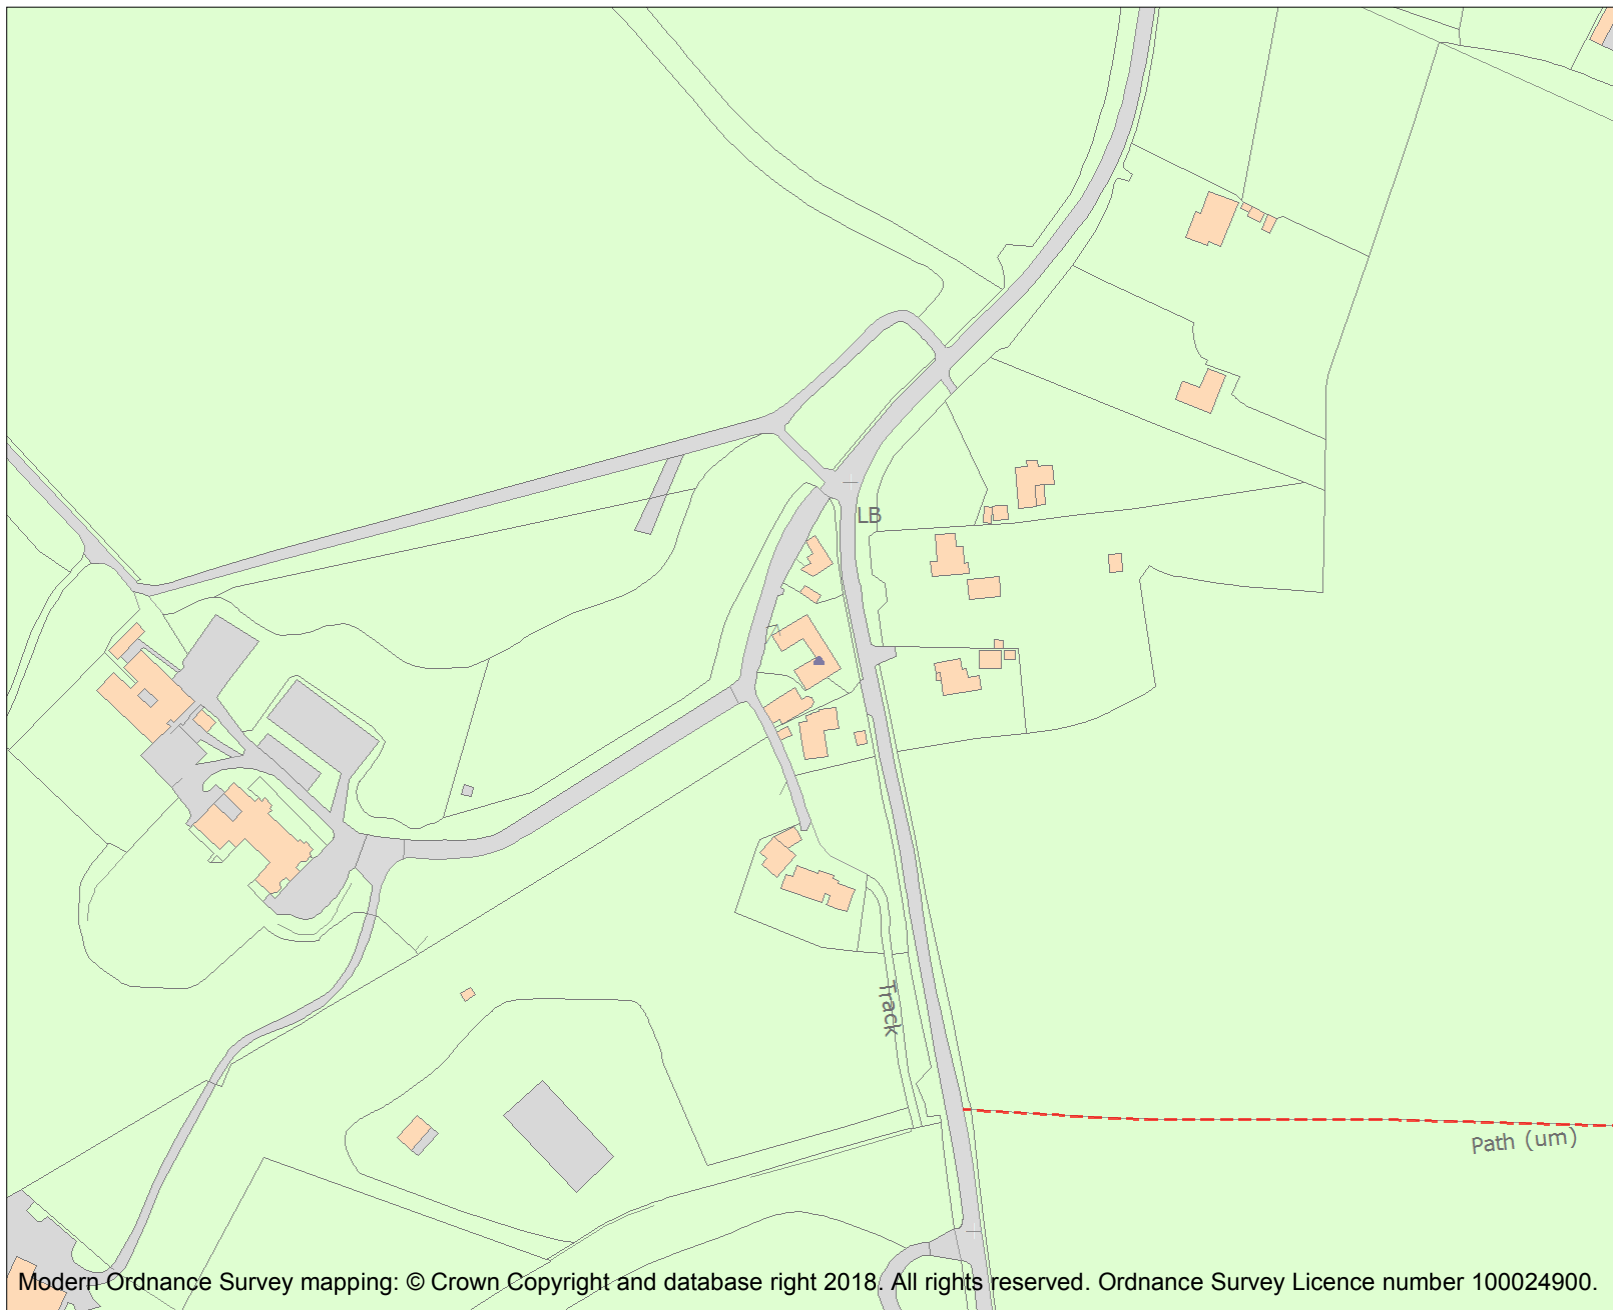 LB
Track
Path (um)
Modern Ordnance Survey mapping: © Crown Copyright and database right 2018. All rights reserved. Ordnance Survey Licence number 100024900.